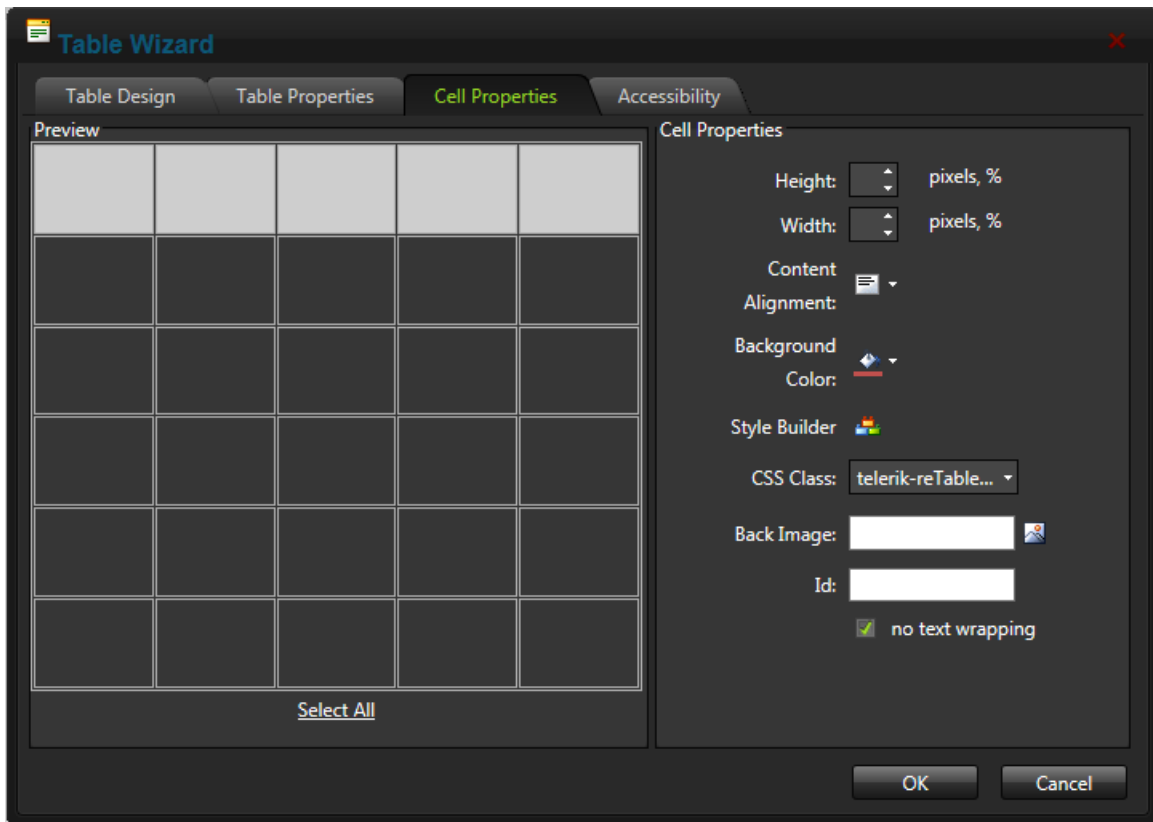 Table Wizard
Table Design
Table Properties
Cell Properties
Accessibility
Preview
Select All
Cell Properties
Height:
pixels, %
Width:
pixels, %
Content
Alignment:
Background
Color:
Style Builder
CSS Class:
telerik-reTable...
Back Image:
Id:
no text wrapping
OK
Cancel